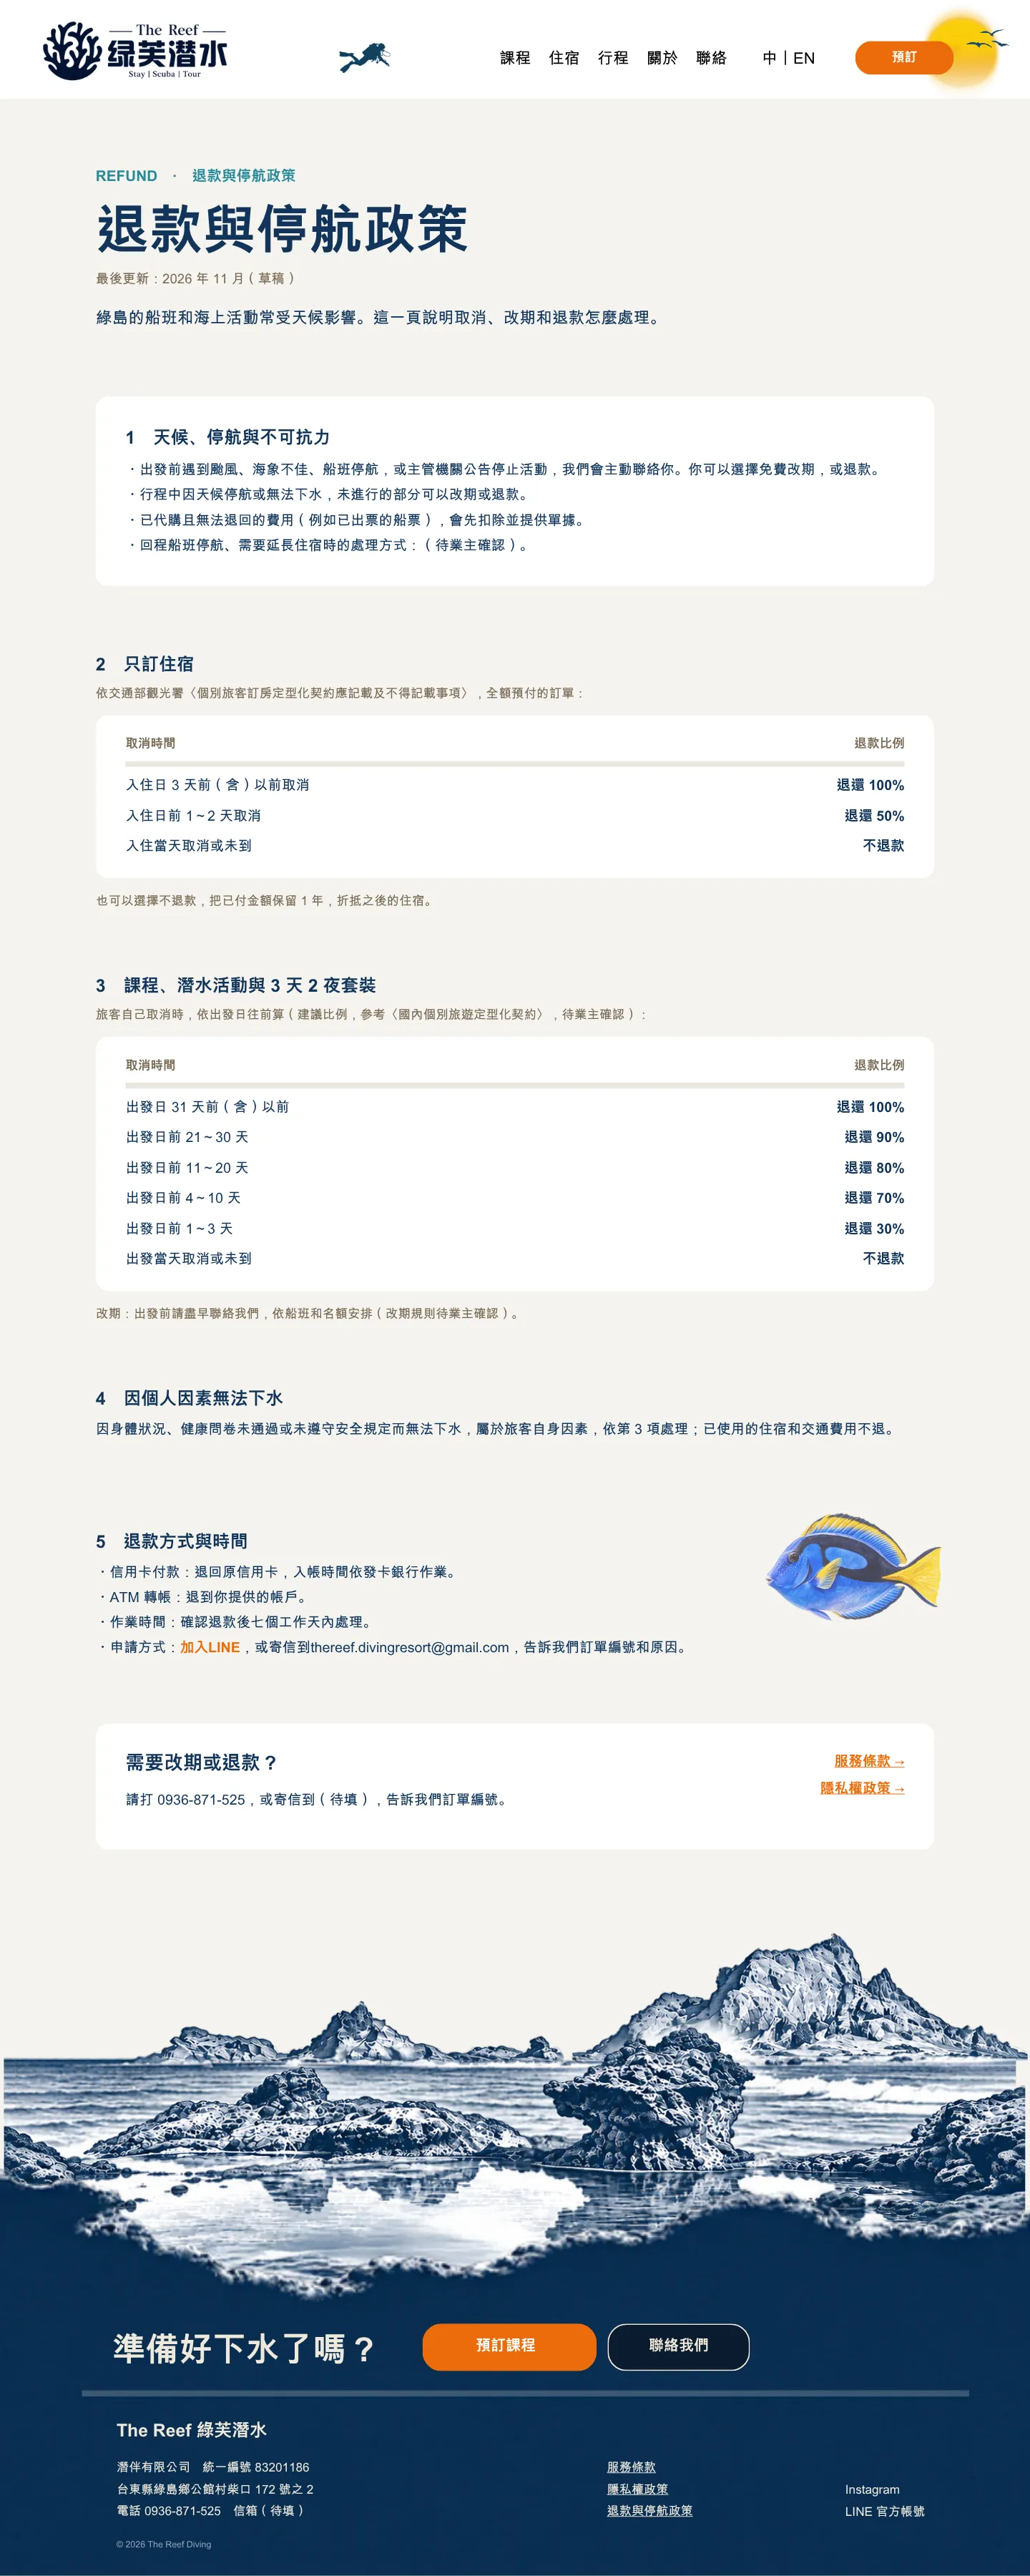 The Reef
绿芙潛水
Stay | Scuba | Tour
課程 住宿 行程 關於 聯絡 中｜EN 預訂
REFUND · 退款與停航政策
退款與停航政策
最後更新：2026 年 11 月（草稿）
綠島的船班和海上活動常受天候影響。這一頁說明取消、改期和退款怎麼處理。
1 天候、停航與不可抗力
・出發前遇到颱風、海象不佳、船班停航，或主管機關公告停止活動，我們會主動聯絡你。你可以選擇免費改期，或退款。
・行程中因天候停航或無法下水，未進行的部分可以改期或退款。
・已代購且無法退回的費用（例如已出票的船票），會先扣除並提供單據。
・回程船班停航、需要延長住宿時的處理方式：（待業主確認）。
2 只訂住宿
依交通部觀光署〈個別旅客訂房定型化契約應記載及不得記載事項〉，全額預付的訂單：
取消時間 退款比例
入住日 3 天前（含）以前取消 退還 100%
入住日前 1～2 天取消 退還 50%
入住當天取消或未到 不退款
也可以選擇不退款，把已付金額保留 1 年，折抵之後的住宿。
3 課程、潛水活動與 3 天 2 夜套裝
旅客自己取消時，依出發日往前算（建議比例，參考〈國內個別旅遊定型化契約〉，待業主確認）：
取消時間 退款比例
出發日 31 天前（含）以前 退還 100%
出發日前 21～30 天 退還 90%
出發日前 11～20 天 退還 80%
出發日前 4～10 天 退還 70%
出發日前 1～3 天 退還 30%
出發當天取消或未到 不退款
改期：出發前請盡早聯絡我們，依船班和名額安排（改期規則待業主確認）。
4 因個人因素無法下水
因身體狀況、健康問卷未通過或未遵守安全規定而無法下水，屬於旅客自身因素，依第 3 項處理；已使用的住宿和交通費用不退。
5 退款方式與時間
・信用卡付款：退回原信用卡，入帳時間依發卡銀行作業。
・ATM 轉帳：退到你提供的帳戶。
・作業時間：確認退款後七個工作天內處理。
・申請方式：加入LINE，或寄信到thereef.divingresort@gmail.com，告訴我們訂單編號和原因。
需要改期或退款？
請打 0936-871-525，或寄信到（待填），告訴我們訂單編號。
服務條款→
隱私權政策→
準備好下水了嗎？ 預訂課程 聯絡我們
The Reef 綠芙潛水
潛伴有限公司 統一編號 83201186
台東縣綠島鄉公館村柴口 172 號之 2
電話 0936-871-525 信箱（待填）
服務條款
隱私權政策
退款與停航政策
Instagram
LINE 官方帳號
© 2026 The Reef Diving